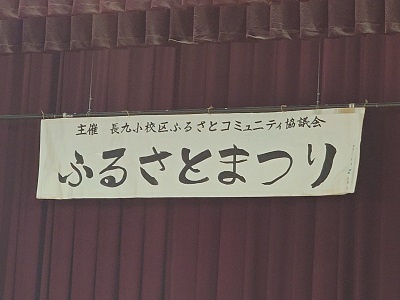 主催 長九小校区ふるさとコミュニティ協議会
ふるさとまつり